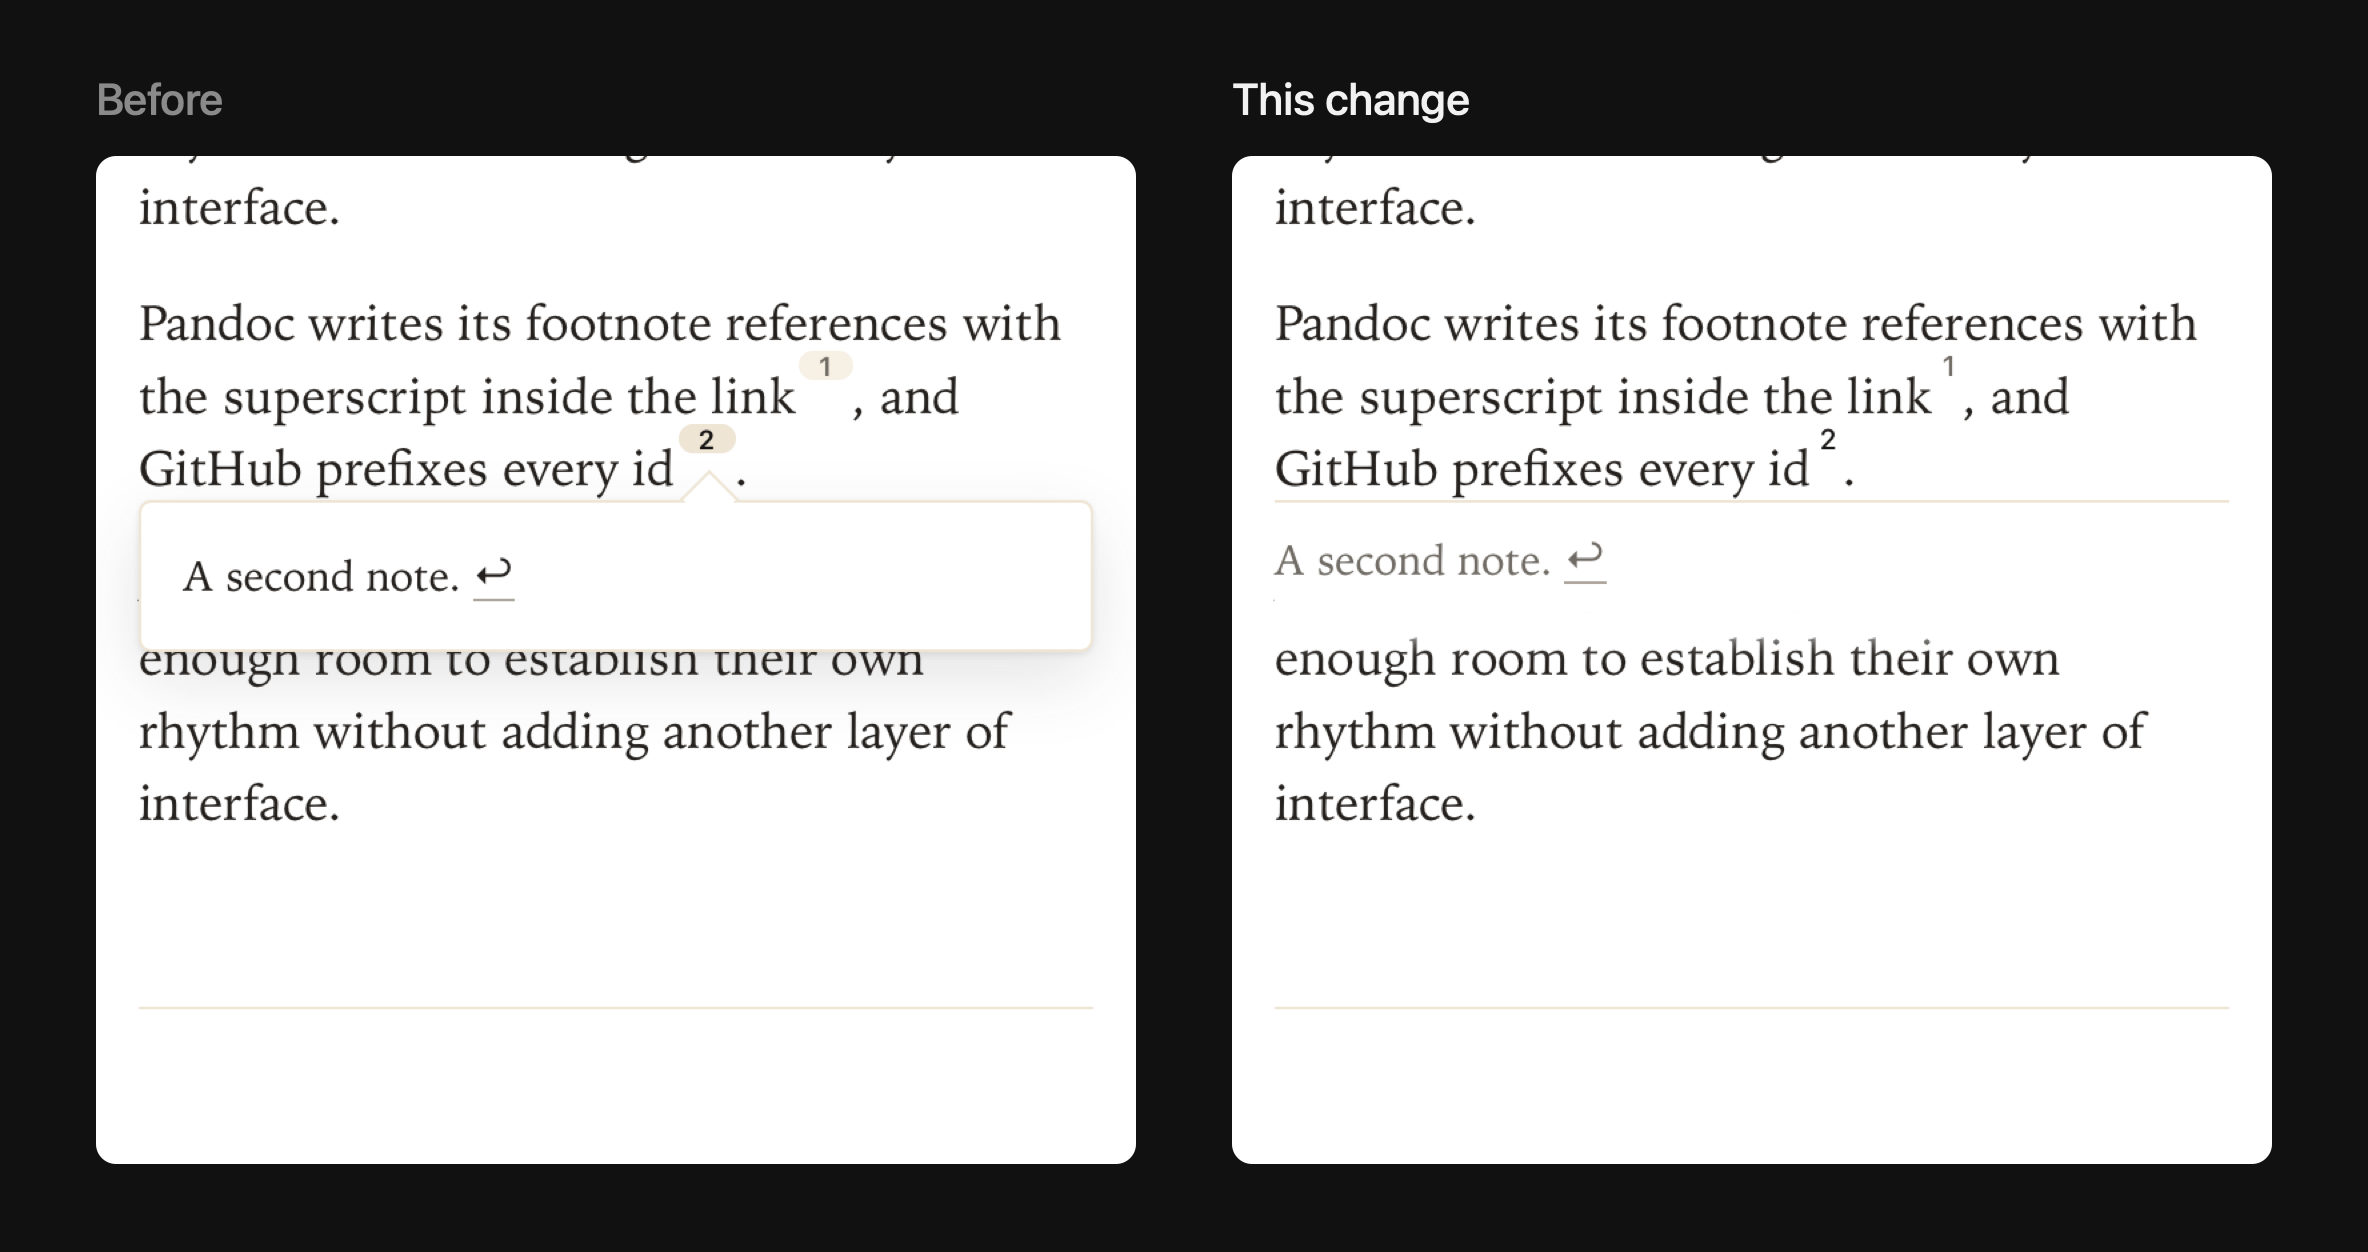 Before
interface.
Pandoc writes its footnote references with
the superscript inside the link 1, and
GitHub prefixes every id 2.
A second note. ↩
enough room to establish their own
rhythm without adding another layer of
interface.
This change
interface.
Pandoc writes its footnote references with
the superscript inside the link 1, and
GitHub prefixes every id 2.
A second note. ↩
enough room to establish their own
rhythm without adding another layer of
interface.